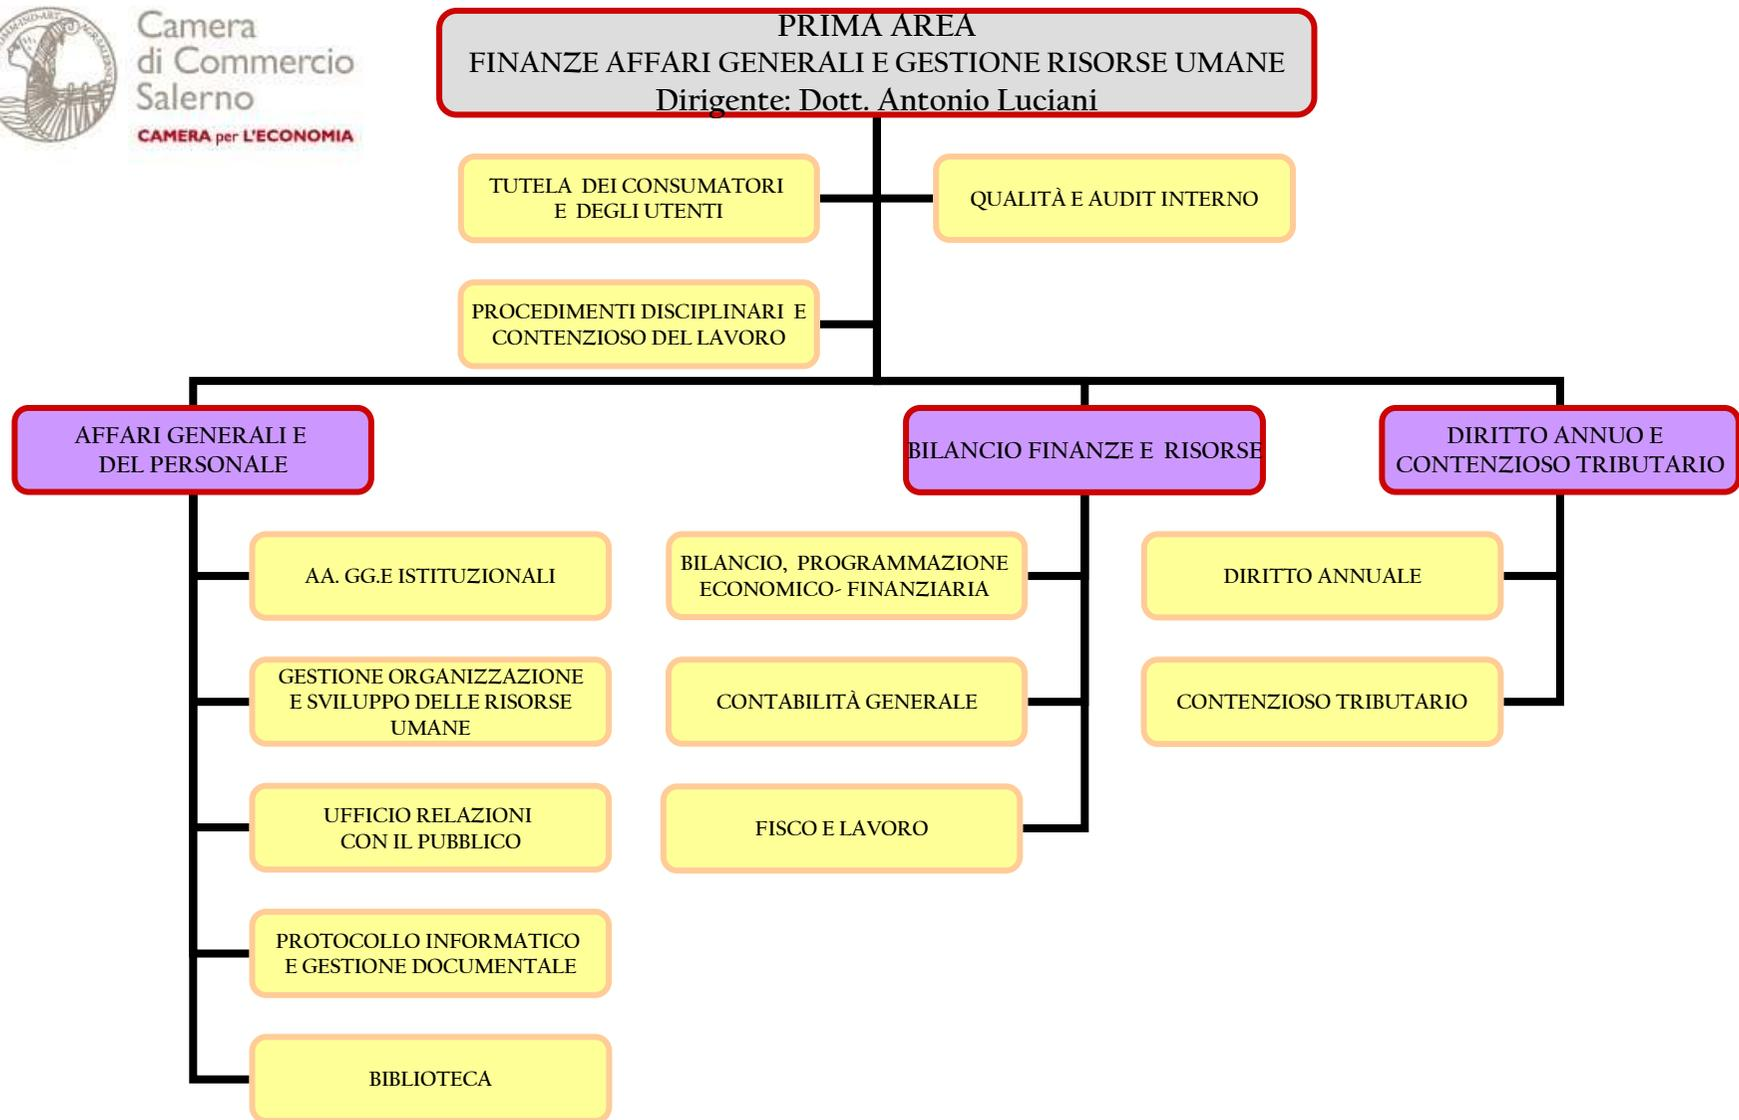 Camera
di Commercio
Salerno
CAMERA per L'ECONOMIA
PRIMA AREA
FINANZE AFFARI GENERALI E GESTIONE RISORSE UMANE
Dirigente: Dott. Antonio Luciani
TUTELA DEI CONSUMATORI
E DEGLI UTENTI
QUALITÀ E AUDIT INTERNO
PROCEDIMENTI DISCIPLINARI E
CONTENZIOSO DEL LAVORO
AFFARI GENERALI E
DEL PERSONALE
BILANCIO FINANZE E RISORSE
DIRITTO ANNUO E
CONTENZIOSO TRIBUTARIO
AA. GG.E ISTITUZIONALI
GESTIONE ORGANIZZAZIONE
E SVILUPPO DELLE RISORSE
UMANE
UFFICIO RELAZIONI
CON IL PUBBLICO
PROTOCOLLO INFORMATICO
E GESTIONE DOCUMENTALE
BIBLIOTECA
BILANCIO, PROGRAMMAZIONE
ECONOMICO- FINANZIARIA
CONTABILITÀ GENERALE
FISCO E LAVORO
DIRITTO ANNUALE
CONTENZIOSO TRIBUTARIO